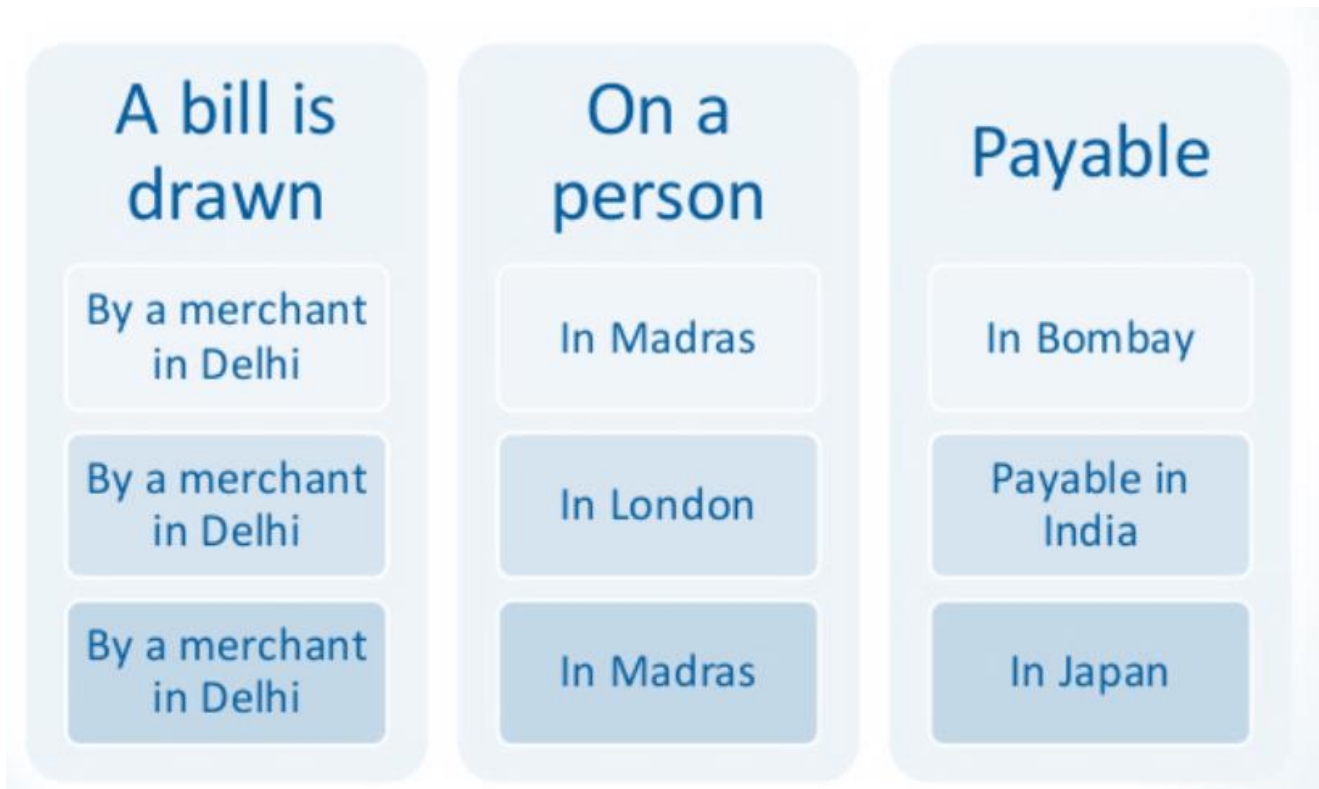 A bill is
drawn
By a merchant
in Delhi
By a merchant
in Delhi
By a merchant
in Delhi
On a
person
In Madras
In London
In Madras
Payable
In Bombay
Payable in
India
In Japan